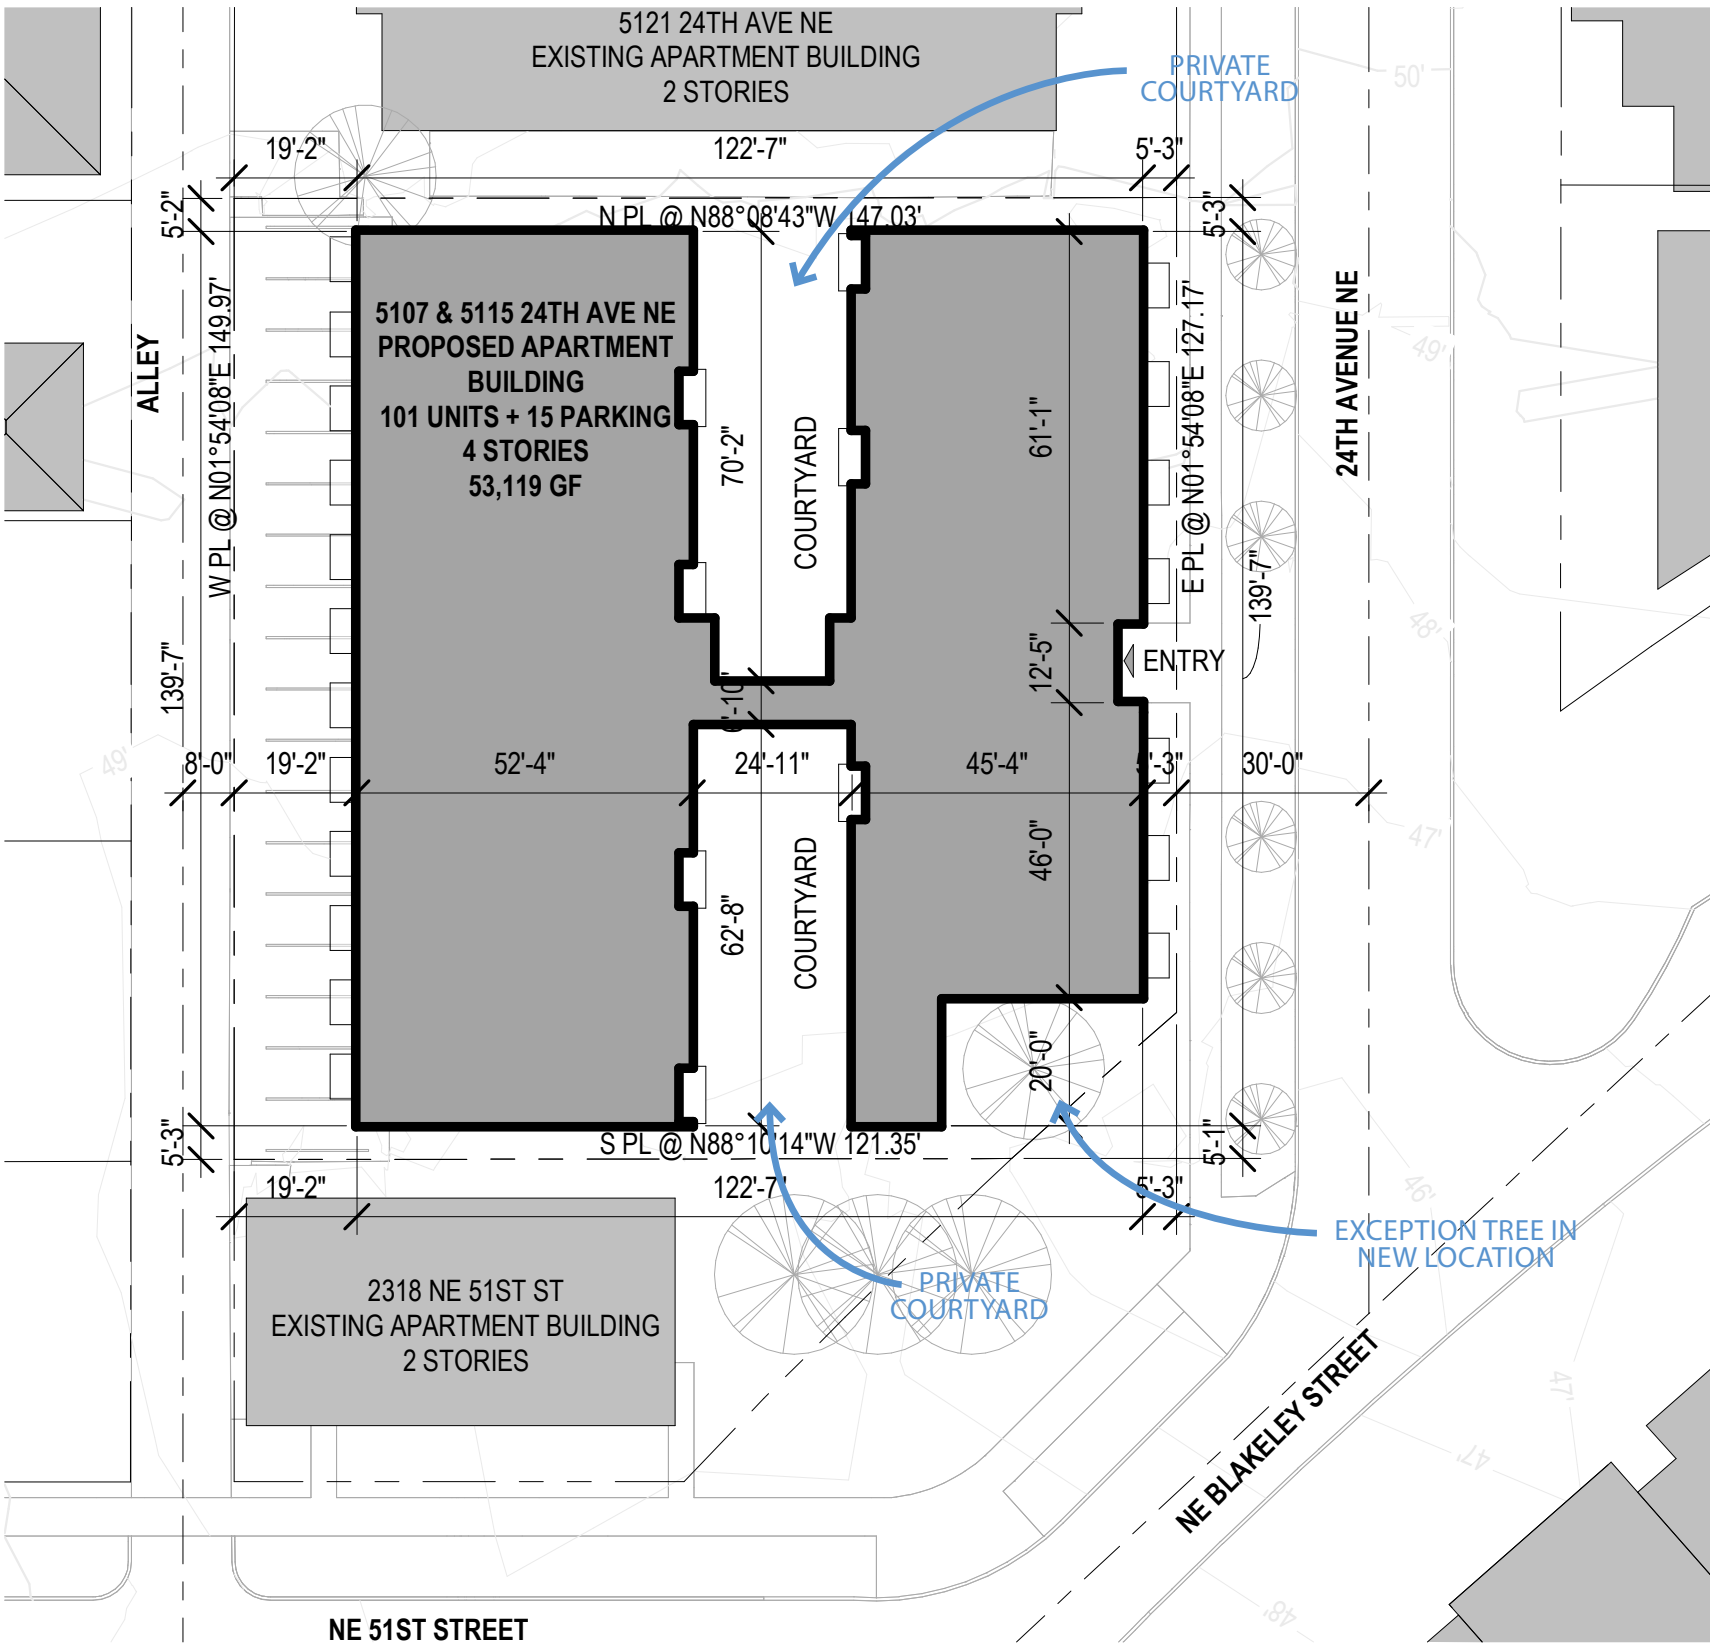 5121 24TH AVE NE
EXISTING APARTMENT BUILDING
2 STORIES
PRIVATE
COURTYARD
50'
19'-2"
122'-7"
5'-3"
5'-2"
N PL @ N88°08'43"W 147.03'
5'-3"
5107 & 5115 24TH AVE NE
PROPOSED APARTMENT
BUILDING
101 UNITS + 15 PARKING
4 STORIES
53,119 GF
ALLEY
W PL @ N01°54'08"E 149.97'
70'-2"
COURTYARD
61'-1"
E PL @ N01°54'08"E 127.17'
24TH AVENUE NE
49'
139'-7"
48'
139'-7"
12'-5"
ENTRY
49'
8'-0"
19'-2"
52'-4"
24'-11"
45'-4"
5'-3"
30'-0"
47'
62'-8"
COURTYARD
46'-0"
20'-0"
5'-3"
S PL @ N88°10'14"W 121.35'
5'-1"
19'-2"
122'-7"
5'-3"
46'
EXCEPTION TREE IN
NEW LOCATION
2318 NE 51ST ST
EXISTING APARTMENT BUILDING
2 STORIES
PRIVATE
COURTYARD
47'
NE BLAKELEY STREET
47'
48'
NE 51ST STREET